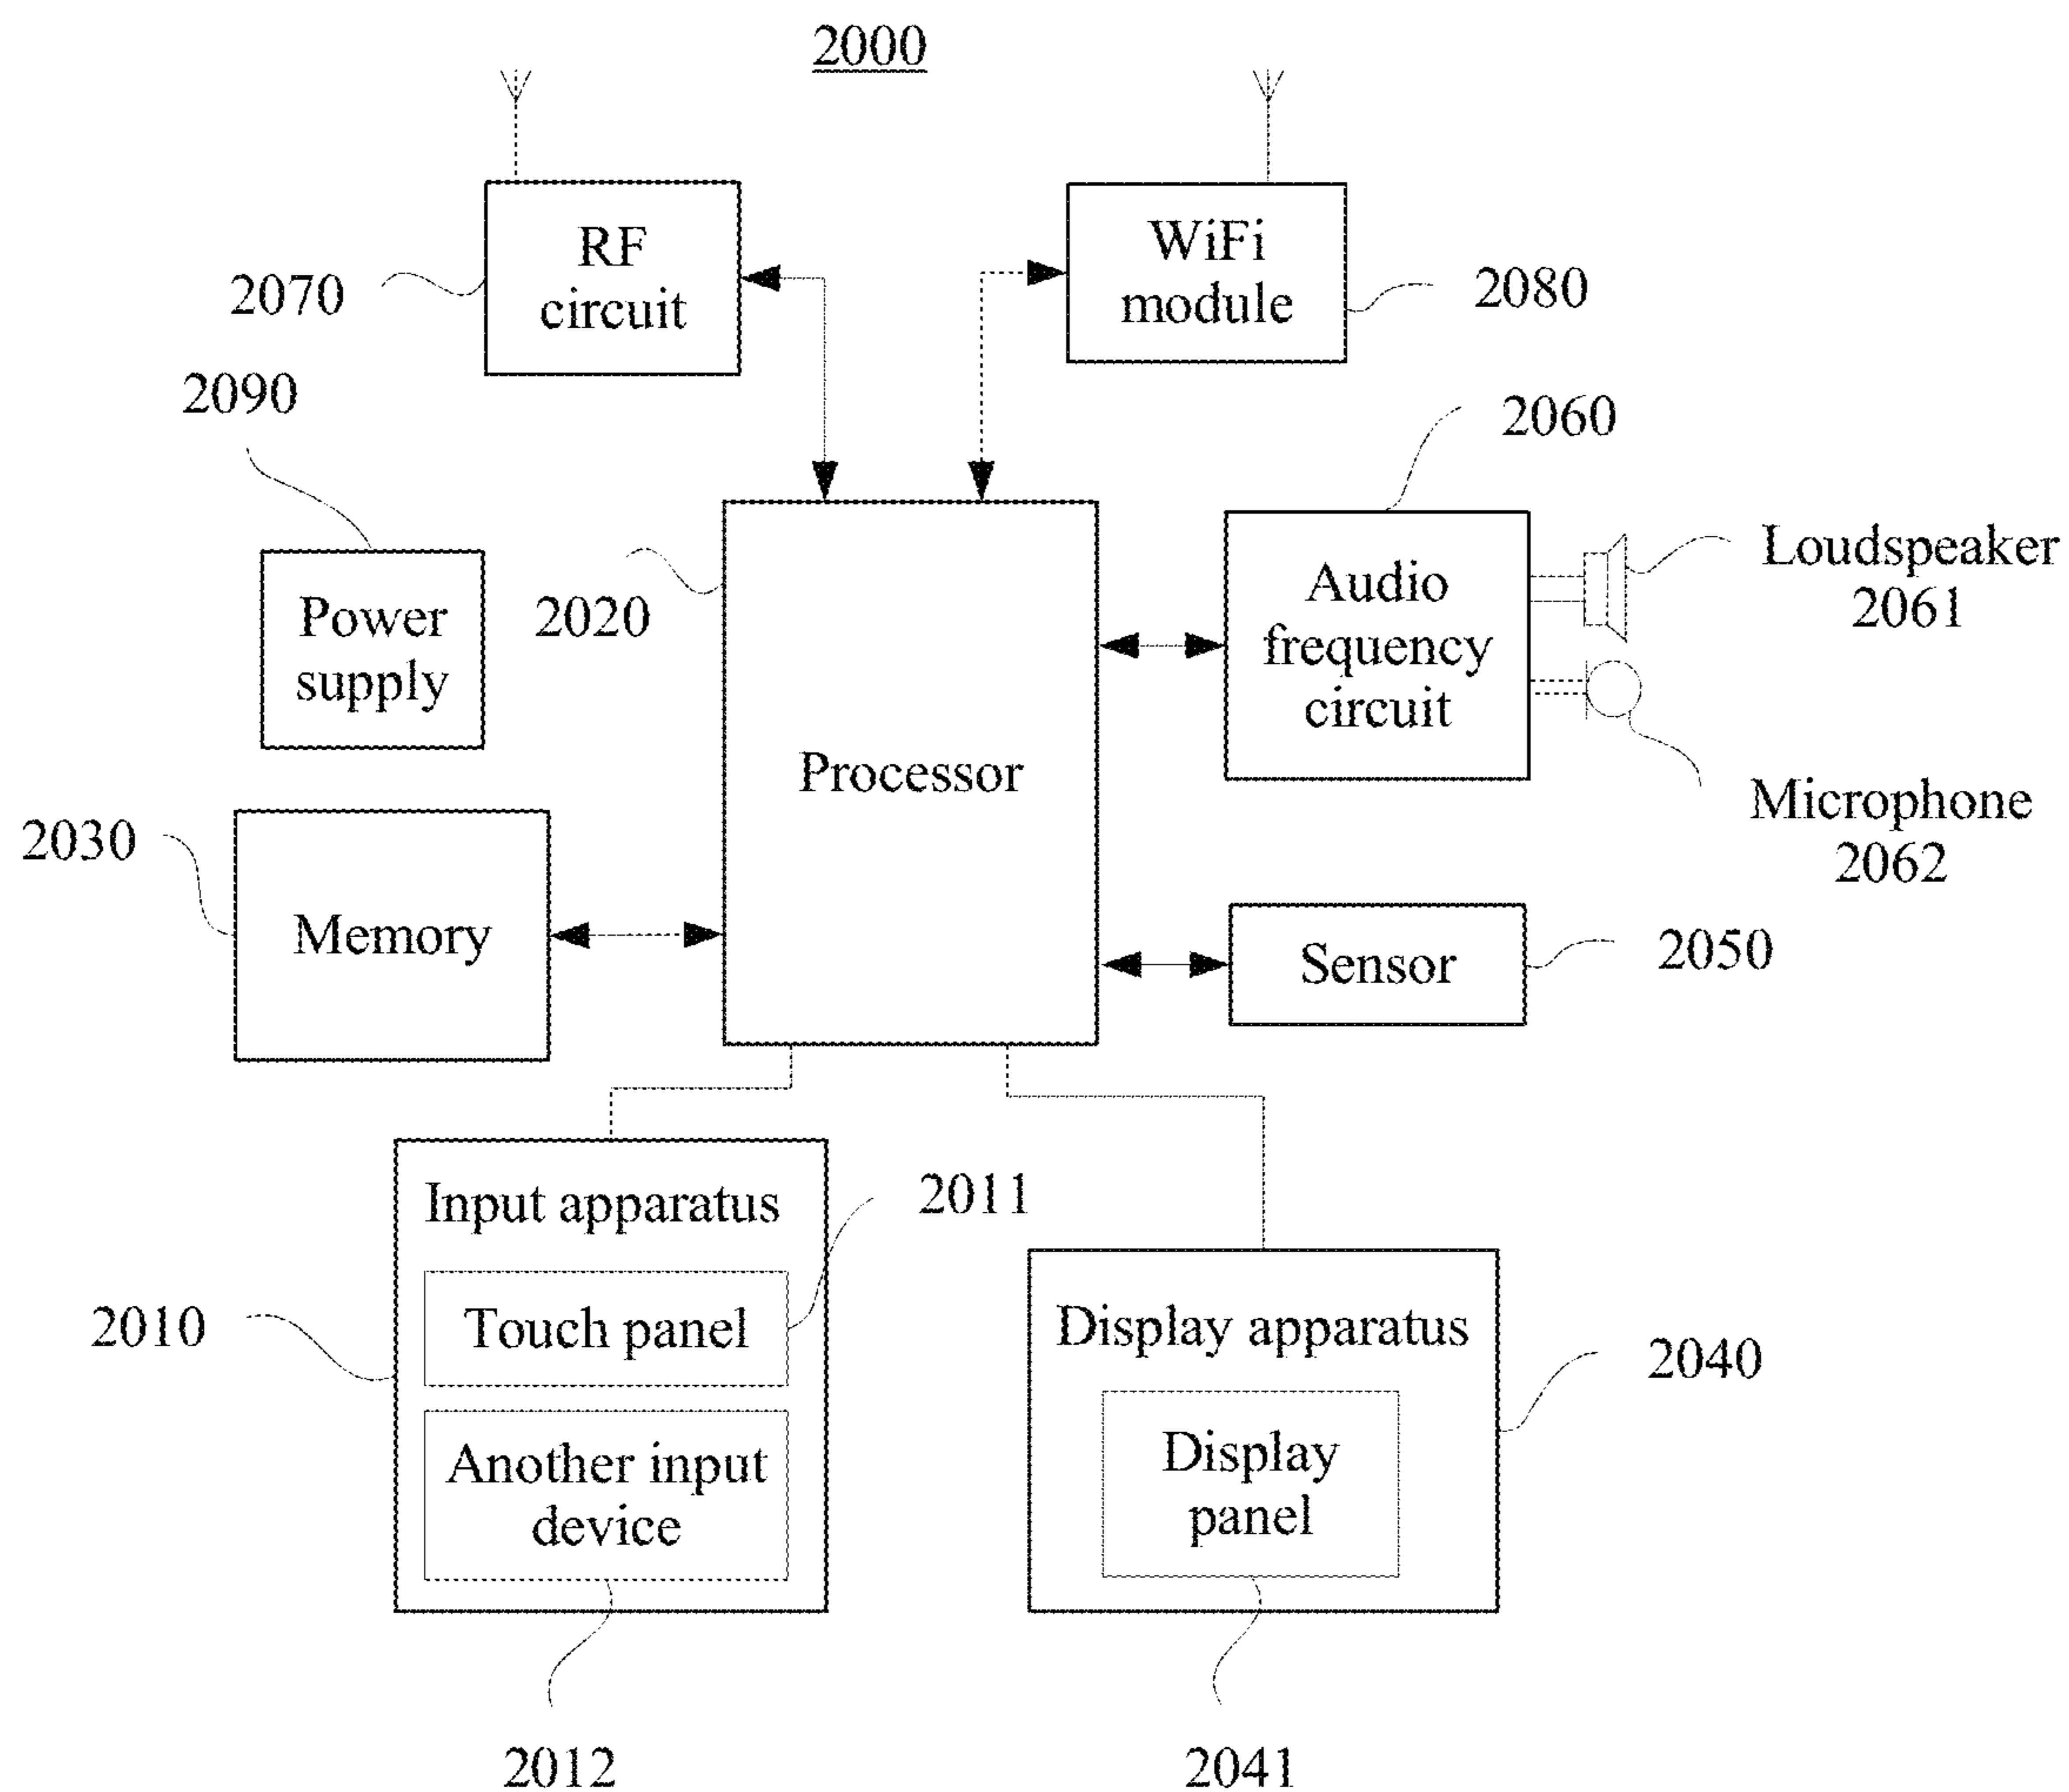 2000
RF
circuit
2070
WiFi
module
2080
2090
2060
Power
supply
2020
Processor
Audio
frequency
circuit
Loudspeaker
2061
Microphone
2062
2030
Memory
Sensor
2050
Input apparatus
2011
2010
Touch panel
Another input
device
Display apparatus
2040
Display
panel
2012
2041